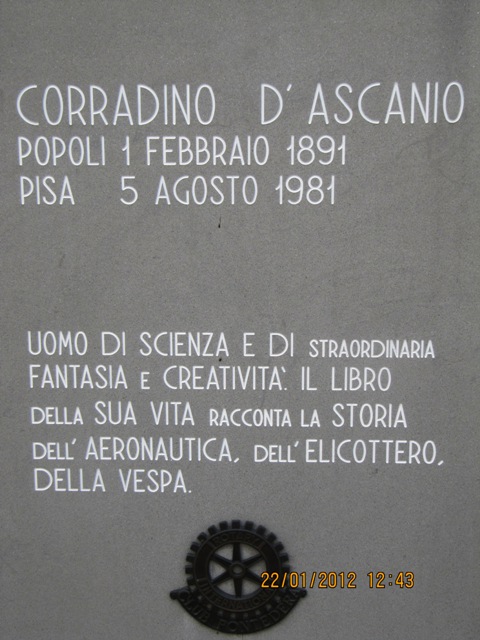 CORRADINO D'ASCANIO
POPOLI 1 FEBBRAIO 1891
PISA 5 AGOSTO 1981
UOMO DI SCIENZA E DI STRAORDINARIA
FANTASIA E CREATIVITA'. IL LIBRO
DELLA SUA VITA RACCONTA LA STORIA
DELL'AERONAUTICA, DELL'ELICOTTERO,
DELLA VESPA.
22/01/2012 12:43